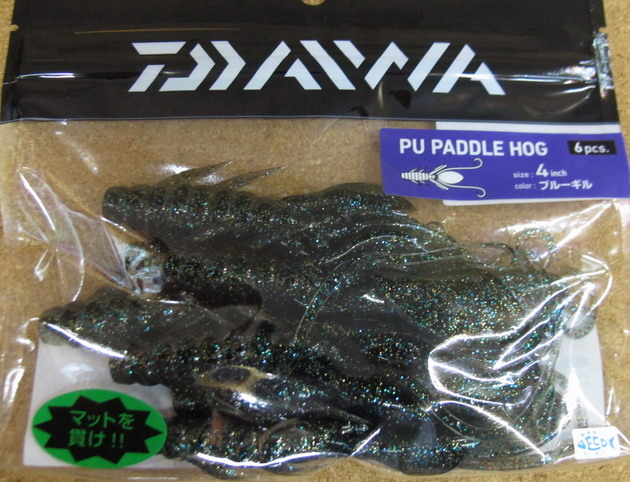 DAIWA
PU PADDLE HOG 6 pcs.
size : 4 inch
color : ブルーギル
マットを
貫け!!